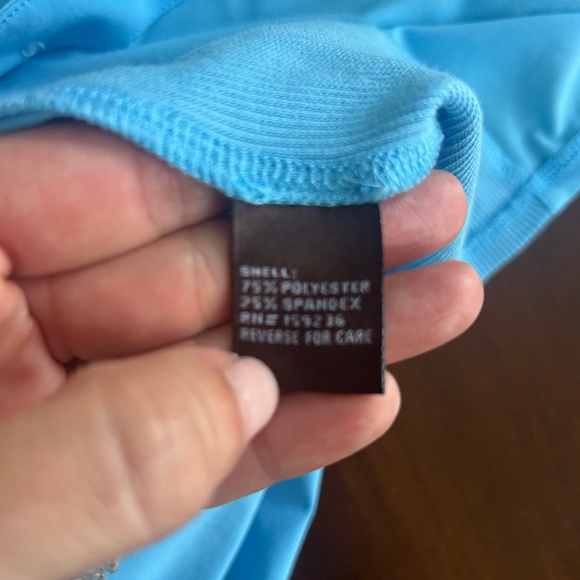 SHELL:
75% POLYESTER
25% SPANDEX
RN# 159236
REVERSE FOR CARE